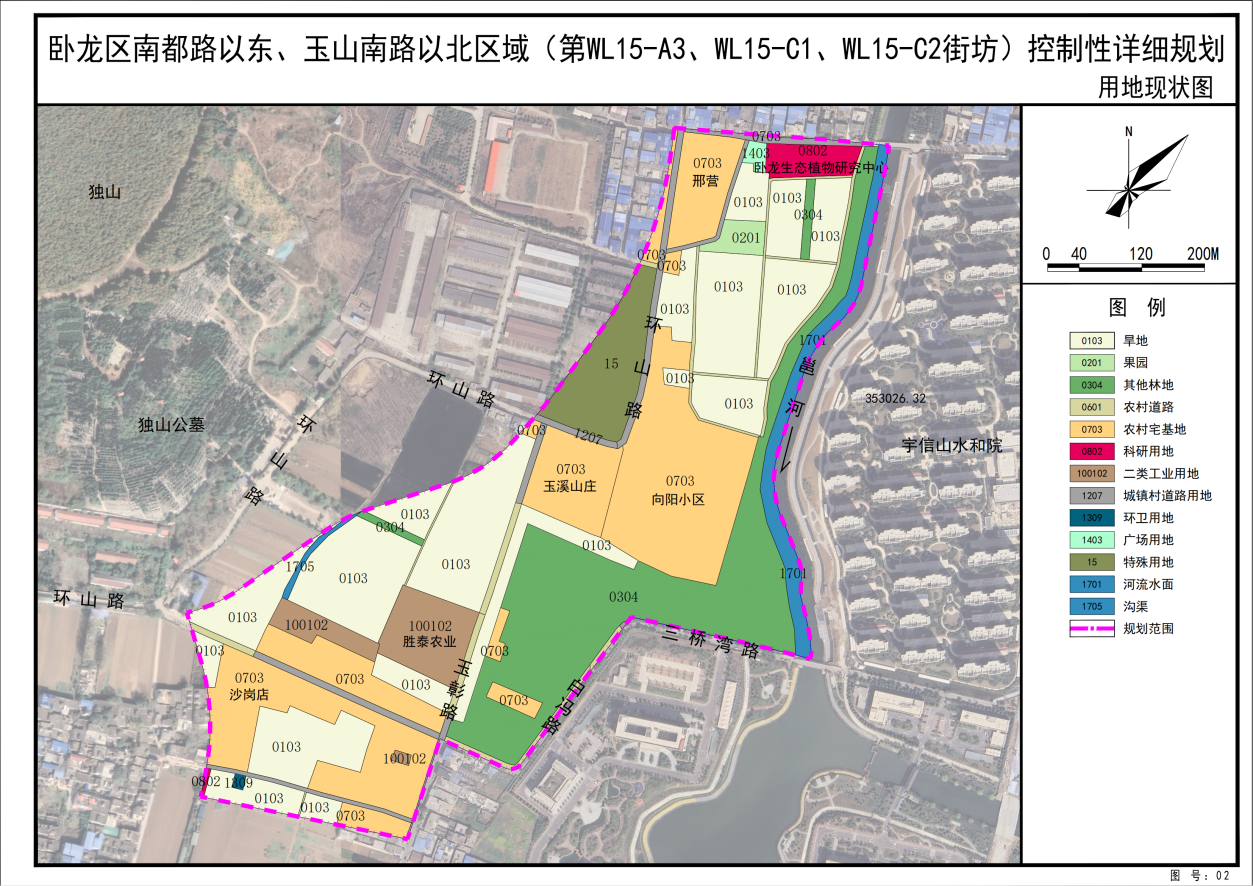 卧龙区南都路以东、玉山南路以北区域（第WL15-A3、WL15-C1、WL15-C2街坊）控制性详细规划
用地现状图
N
0 40 120 200M
图 例
0103 旱地
0201 果园
0304 其他林地
0601 农村道路
0703 农村宅基地
0802 科研用地
100102 二类工业用地
1207 城镇村道路用地
1309 环卫用地
1403 广场用地
15 特殊用地
1701 河流水面
1705 沟渠
规划范围
独山
独山公墓
环山路
环山路
环山路
0703
1403
0802
卧龙生态植物研究中心
0703
邢营
0103
0103
0304
0103
0201
0703
0703
0103
0103
0103
环山路
15
0103
0103
1701
邕河
353026.32
宇信山水和院
1207
0703
0703
玉溪山庄
0703
向阳小区
0103
0304
0103
0103
1705
0103
0304
1701
0103
100102
100102
胜泰农业
三桥湾路
0103
0703
0703
沙岗店
0703
0103
玉璋路
0703
白冯路
0103
100102
0802
1309
0103
0103
0703
图 号：02